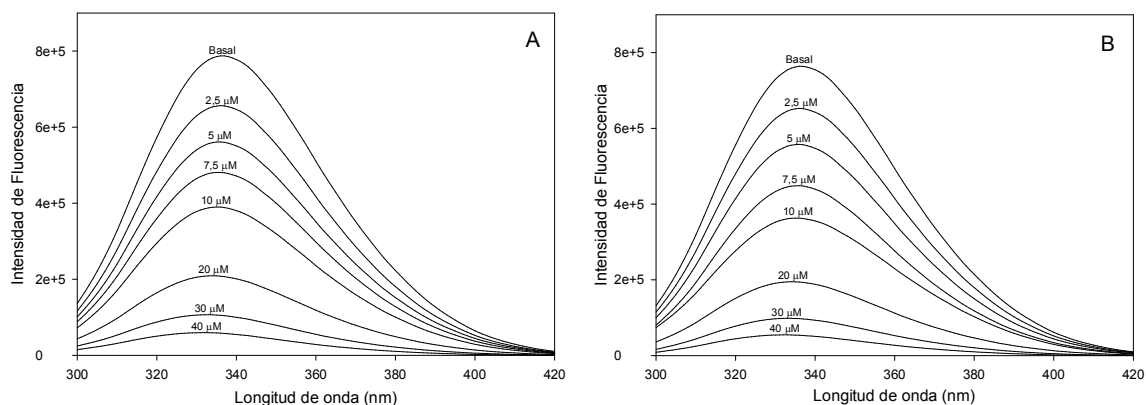 A
Intensidad de Fluorescencia
8e+5
6e+5
4e+5
2e+5
0
Basal
2,5 μM
5 μM
7,5 μM
10 μM
20 μM
30 μM
40 μM
300 320 340 360 380 400 420
Longitud de onda (nm)
B
Intensidad de Fluorescencia
8e+5
6e+5
4e+5
2e+5
0
Basal
2,5 μM
5 μM
7,5 μM
10 μM
20 μM
30 μM
40 μM
300 320 340 360 380 400 420
Longitud de onda (nm)